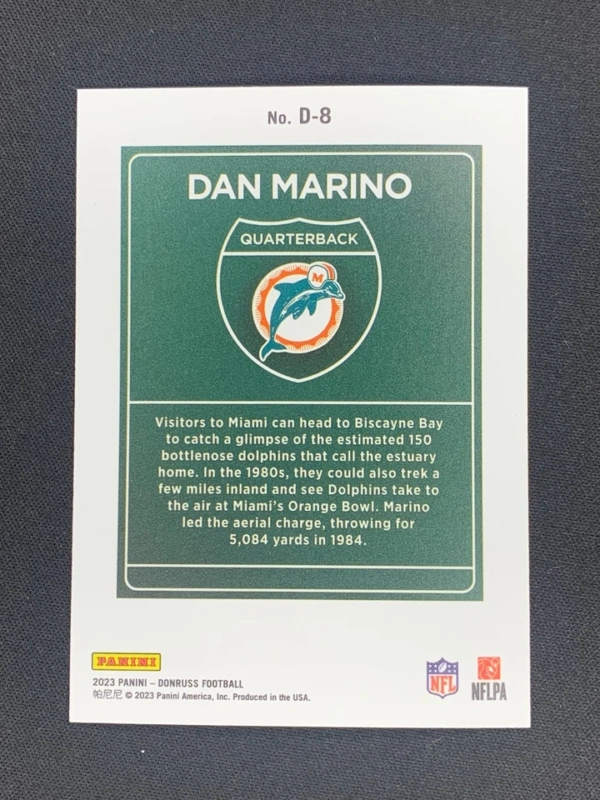 No. D-8
DAN MARINO
QUARTERBACK
M
Visitors to Miami can head to Biscayne Bay
to catch a glimpse of the estimated 150
bottlenose dolphins that call the estuary
home. In the 1980s, they could also trek a
few miles inland and see Dolphins take to
the air at Miami's Orange Bowl. Marino
led the aerial charge, throwing for
5,084 yards in 1984.
PANINI
2023 PANINI – DONRUSS FOOTBALL
帕尼尼 © 2023 Panini America, Inc. Produced in the USA.
NFL
NFLPA